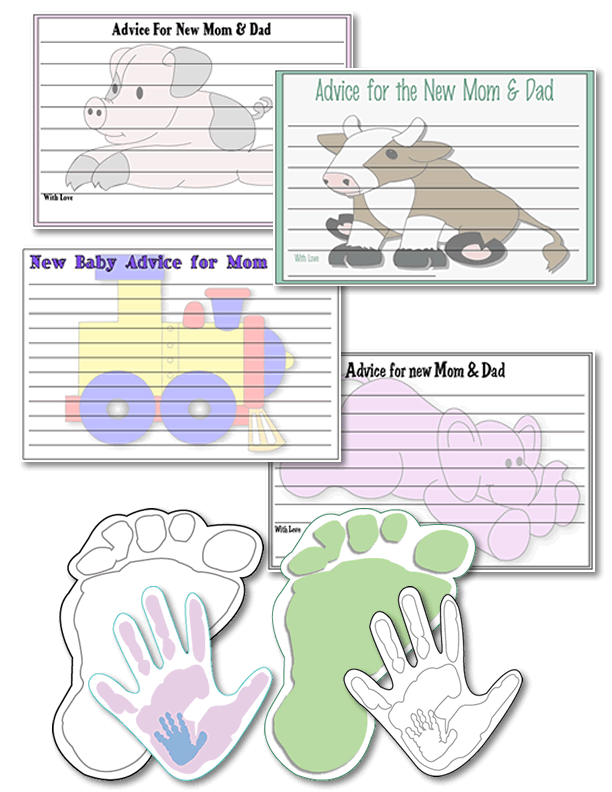 Advice For New Mom & Dad
With Love
Advice for the New Mom & Dad
With Love
New Baby Advice for Mom
Advice for new Mom & Dad
With Love